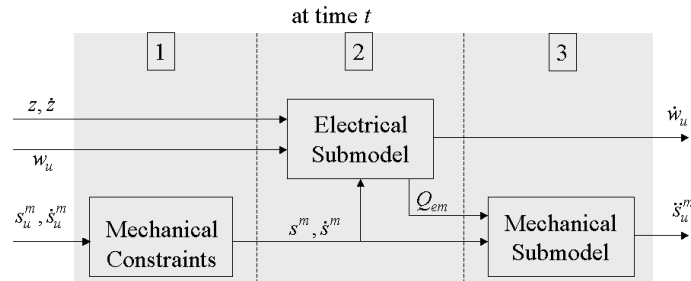 at time t
1
2
3
z, ż
w_u
Electrical
Submodel
ẇ_u
Q_em
s_u^m, ṡ_u^m
Mechanical
Constraints
s^m, ṡ^m
Mechanical
Submodel
s̈_u^m